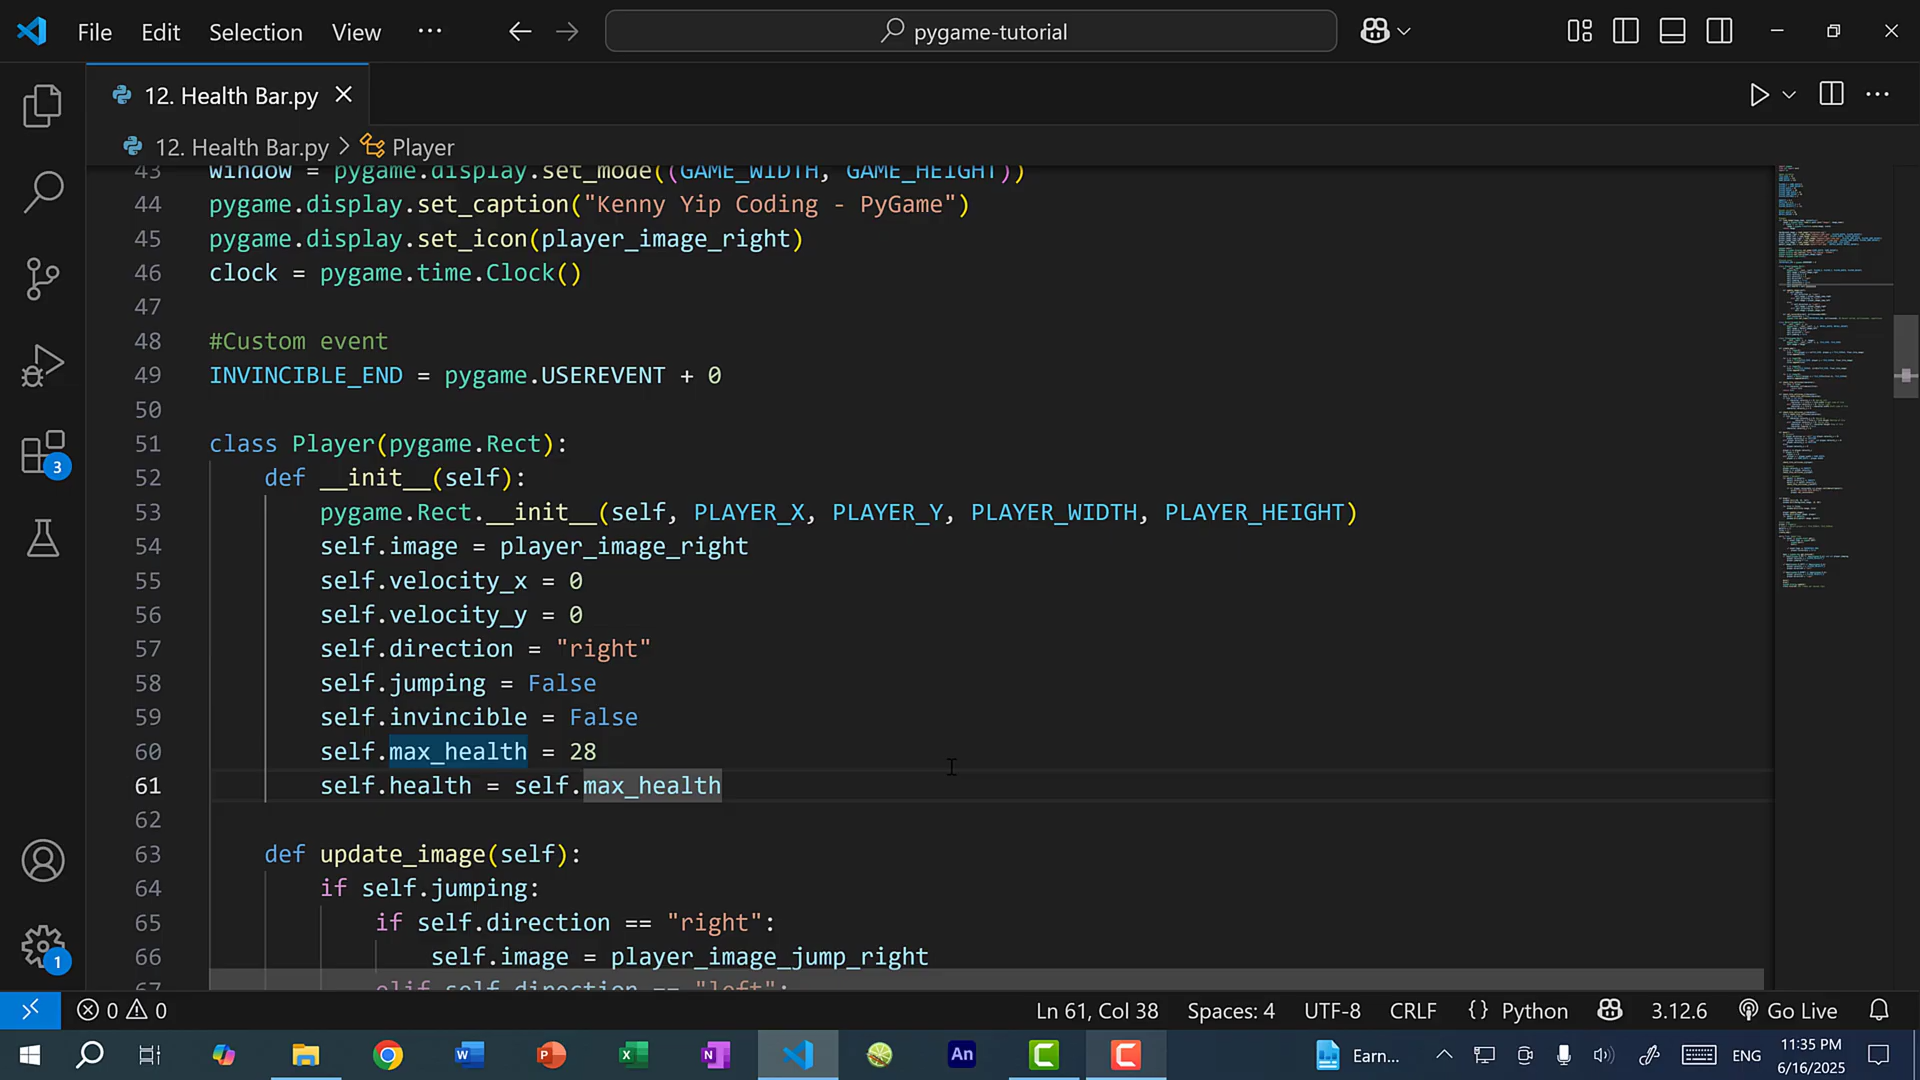 File Edit Selection View ... pygame-tutorial
12. Health Bar.py
12. Health Bar.py > Player
43 window = pygame.display.set_mode((GAME_WIDTH, GAME_HEIGHT))
44 pygame.display.set_caption("Kenny Yip Coding - PyGame")
45 pygame.display.set_icon(player_image_right)
46 clock = pygame.time.Clock()
47
48 #Custom event
49 INVINCIBLE_END = pygame.USEREVENT + 0
50
51 class Player(pygame.Rect):
52 def __init__(self):
53 pygame.Rect.__init__(self, PLAYER_X, PLAYER_Y, PLAYER_WIDTH, PLAYER_HEIGHT)
54 self.image = player_image_right
55 self.velocity_x = 0
56 self.velocity_y = 0
57 self.direction = "right"
58 self.jumping = False
59 self.invincible = False
60 self.max_health = 28
61 self.health = self.max_health
62
63 def update_image(self):
64 if self.jumping:
65 if self.direction == "right":
66 self.image = player_image_jump_right
67 elif self.direction == "left":
3
1
0 0 Ln 61, Col 38 Spaces: 4 UTF-8 CRLF {} Python 3.12.6 Go Live
Earn... ENG 11:35 PM
6/16/2025